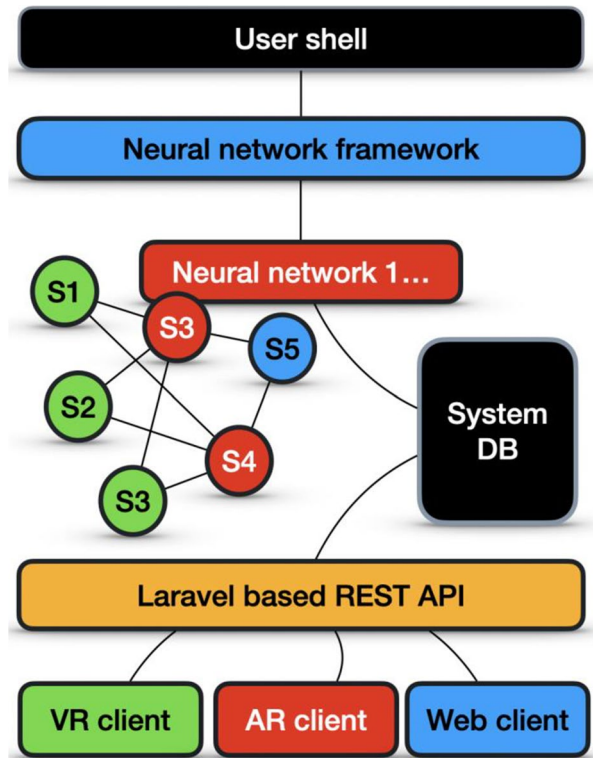 User shell
Neural network framework
Neural network 1...
S1
S3
S5
S2
S4
S3
System
DB
Laravel based REST API
VR client
AR client
Web client